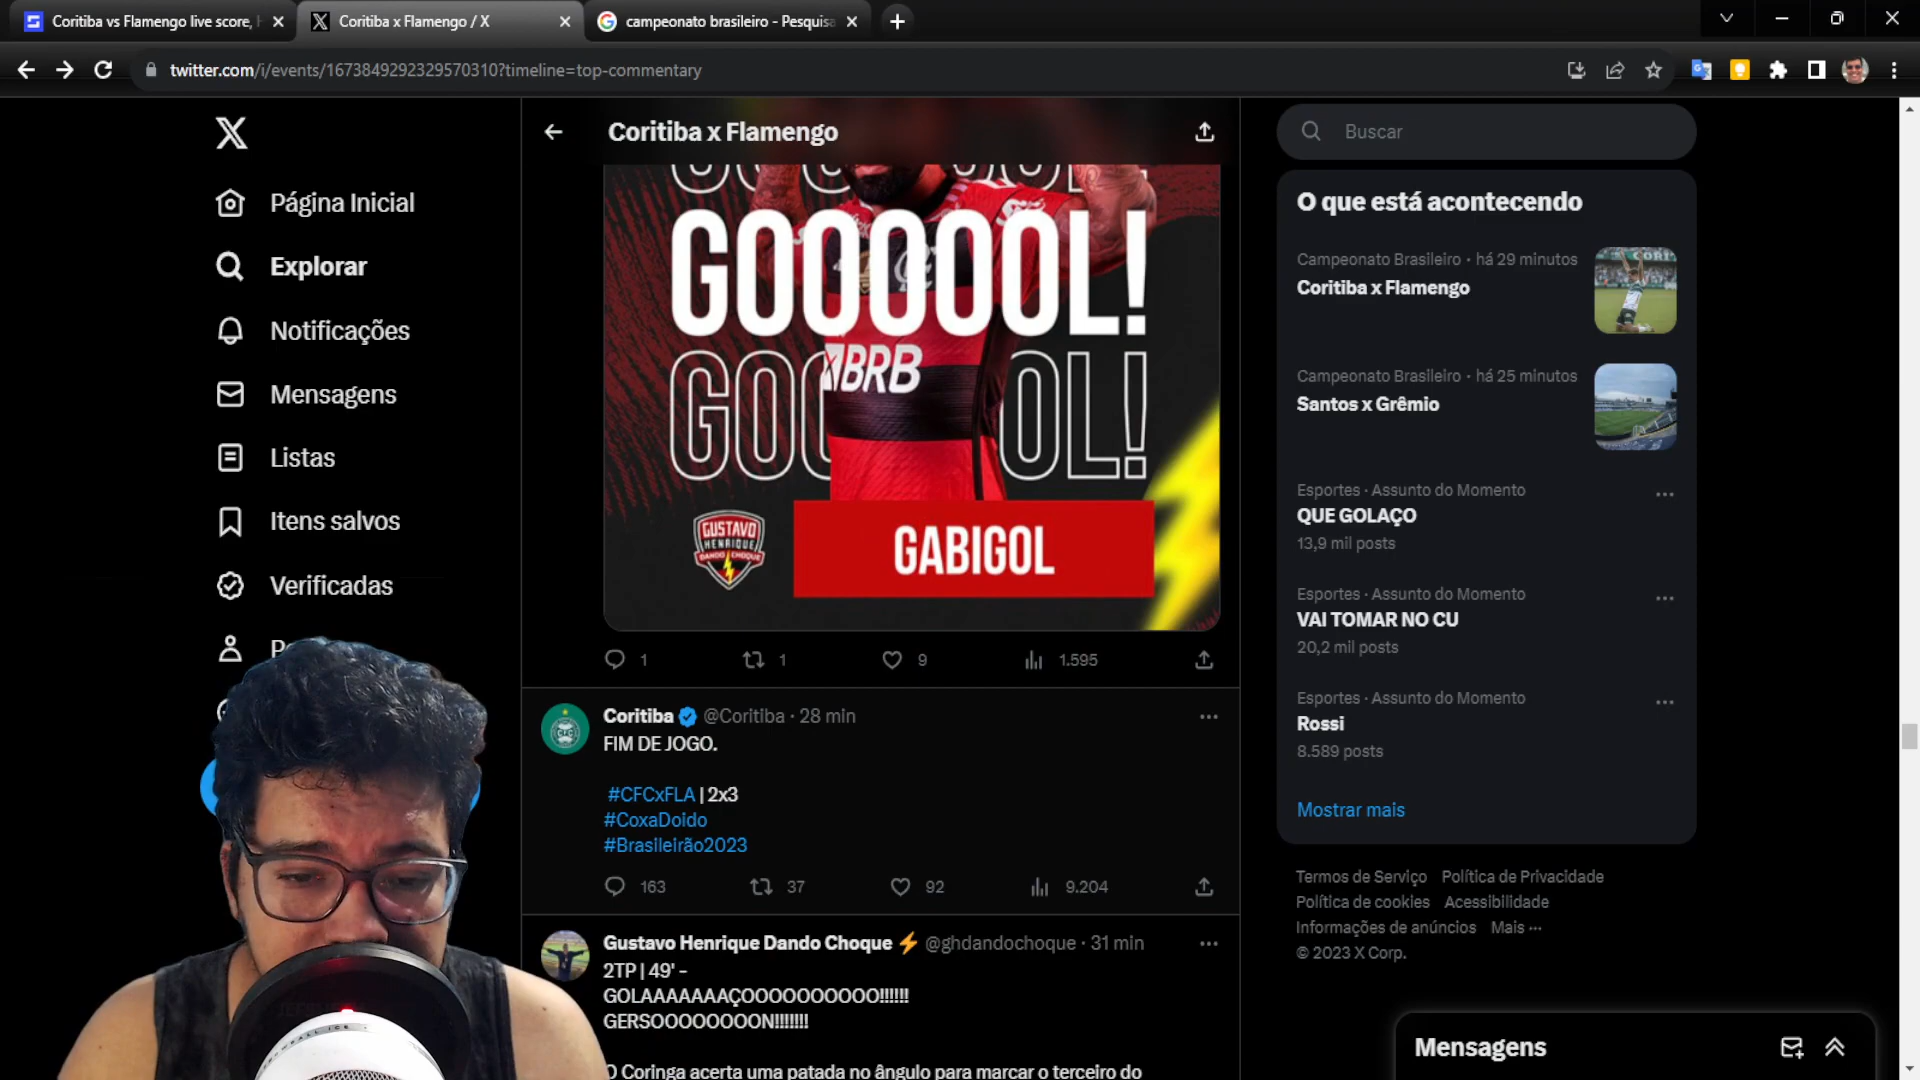 Coritiba vs Flamengo live score,
Coritiba x Flamengo / X
campeonato brasileiro - Pesquisa
twitter.com/i/events/1673849292329570310?timeline=top-commentary
Página Inicial
Explorar
Notificações
Mensagens
Listas
Itens salvos
Verificadas
Coritiba x Flamengo
GOOOOOL!
BRB
GUSTAVO
HENRIQUE
DANDO CHOQUE
GABIGOL
1
1
9
1.595
Coritiba @Coritiba · 28 min
FIM DE JOGO.
#CFCxFLA | 2x3
#CoxaDoido
#Brasileirão2023
163
37
92
9.204
Gustavo Henrique Dando Choque ⚡ @ghdandochoque · 31 min
2TP | 49' -
GOLAAAAAAAÇOOOOOOOOOO!!!!!!
GERSOOOOOOOON!!!!!!!
O Coringa acerta uma patada no ângulo para marcar o terceiro do
Buscar
O que está acontecendo
Campeonato Brasileiro · há 29 minutos
Coritiba x Flamengo
Campeonato Brasileiro · há 25 minutos
Santos x Grêmio
Esportes · Assunto do Momento
QUE GOLAÇO
13,9 mil posts
Esportes · Assunto do Momento
VAI TOMAR NO CU
20,2 mil posts
Esportes · Assunto do Momento
Rossi
8.589 posts
Mostrar mais
Termos de Serviço Política de Privacidade
Política de cookies Acessibilidade
Informações de anúncios Mais ···
© 2023 X Corp.
Mensagens